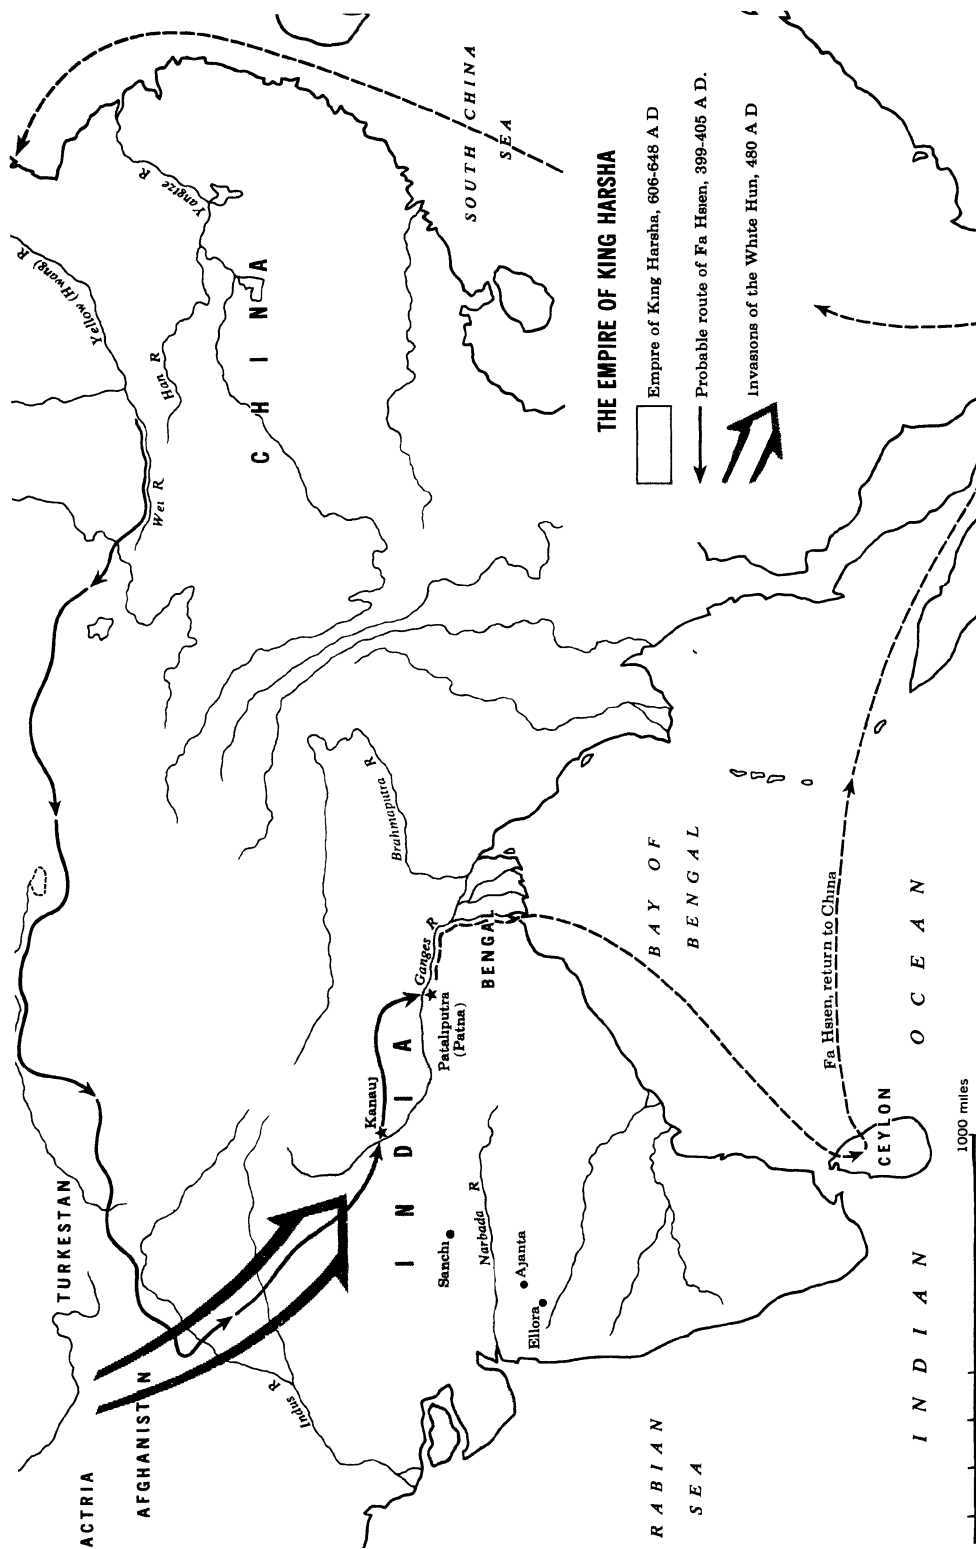 THE EMPIRE OF KING HARSHA
Empire of King Harsha, 606-648 A D
Probable route of Fa Hsien, 399-405 A D.
Invasions of the White Hun, 480 A D
ACTRIA
AFGHANISTAN
TURKESTAN
Indus R
I N D I A
Kanauj
Pataliputra
(Patna)
Ganges R
BENGAL
Brahmaputra R
Sanchi
Narbada R
Ajanta
Ellora
CEYLON
RABIAN
SEA
BAY OF
BENGAL
Fa Hsien, return to China
INDIAN OCEAN
1000 miles
C H I N A
Yellow (Hwang) R
Wei R
Han R
Yangtze R
SOUTH CHINA
SEA